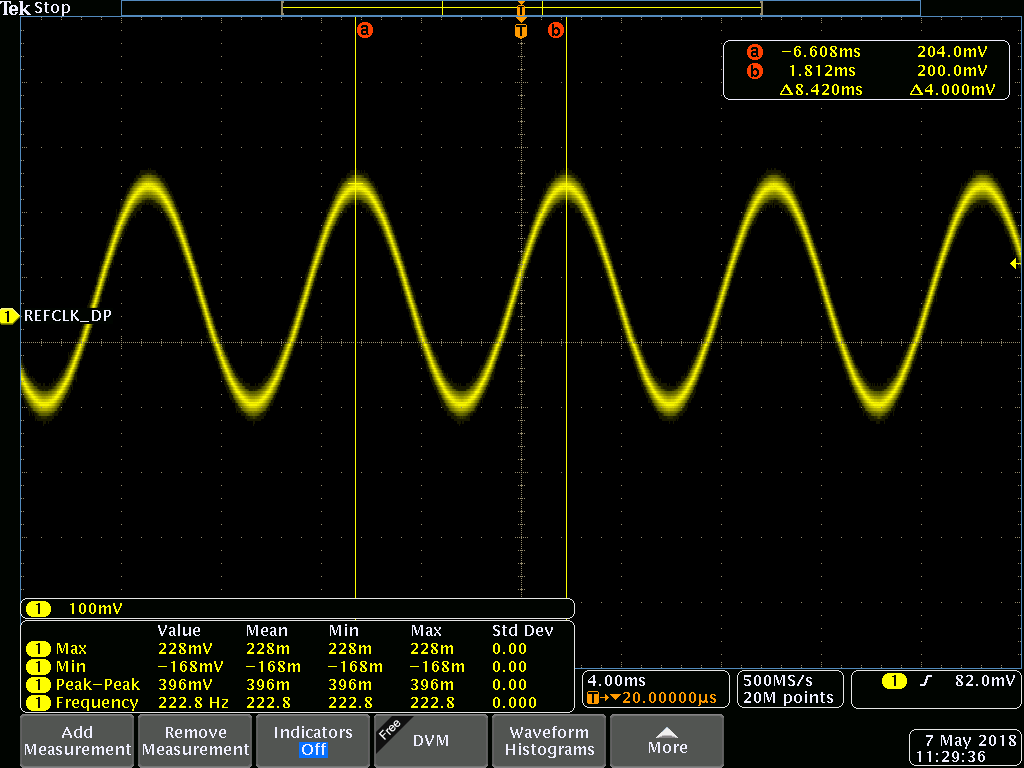 Tek Stop
T
a
T
b
a −6.608ms 204.0mV
b 1.812ms 200.0mV
Δ8.420ms Δ4.000mV
1 REFCLK_DP
1 100mV
Value Mean Min Max Std Dev
1 Max 228mV 228m 228m 228m 0.00
1 Min −168mV −168m −168m −168m 0.00
1 Peak−Peak 396mV 396m 396m 396m 0.00
1 Frequency 222.8 Hz 222.8 222.8 222.8 0.000
4.00ms
T→▼20.00000µs
500MS/s
20M points
1 82.0mV
Add
Measurement
Remove
Measurement
Indicators
Off
Free
DVM
Waveform
Histograms
More
7 May 2018
11:29:36